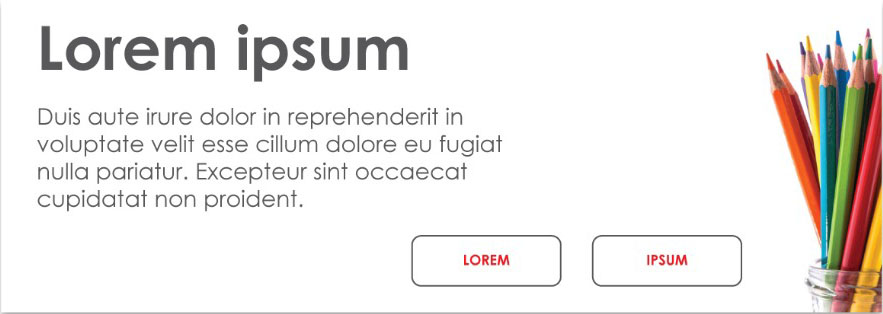 Lorem ipsum
Duis aute irure dolor in reprehenderit in
voluptate velit esse cillum dolore eu fugiat
nulla pariatur. Excepteur sint occaecat
cupidatat non proident.
LOREM
IPSUM